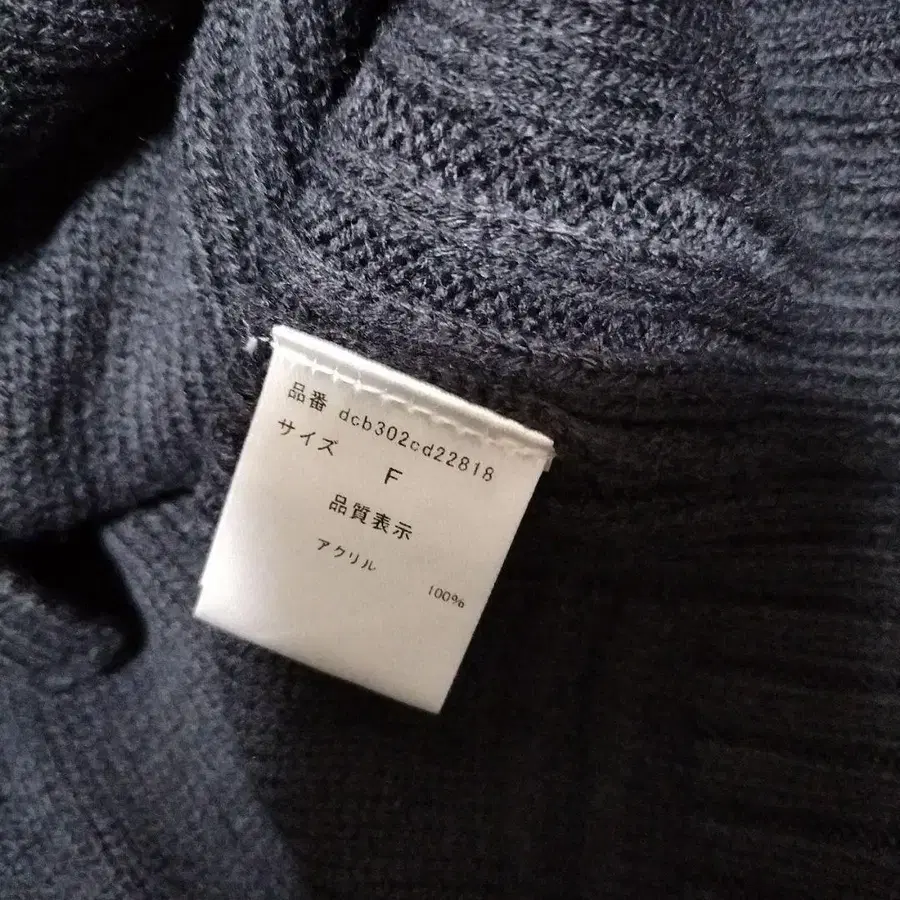 品番 dcb302cd22818
サイズ
F
品質表示
アクリル
100%